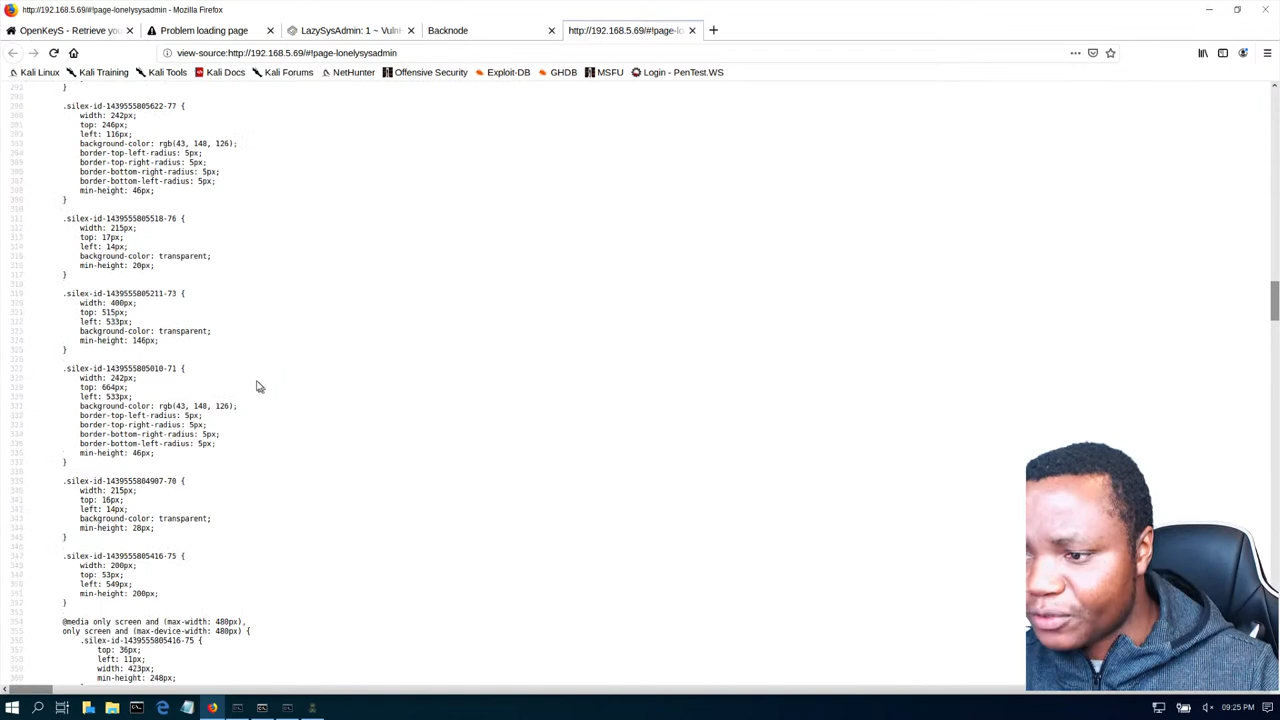 http://192.168.5.69/#!page-lonelysysadmin - Mozilla Firefox
OpenKeyS - Retrieve you
Problem loading page
LazySysAdmin: 1 ~ Vuln
Backnode
http://192.168.5.69/#!page-lo
view-source:http://192.168.5.69/#!page-lonelysysadmin
Kali Linux Kali Training Kali Tools Kali Docs Kali Forums NetHunter Offensive Security Exploit-DB GHDB MSFU Login - PenTest.WS
}
.silex-id-1439555805622-77 {
width: 242px;
top: 246px;
left: 116px;
background-color: rgb(43, 148, 126);
border-top-left-radius: 5px;
border-top-right-radius: 5px;
border-bottom-right-radius: 5px;
border-bottom-left-radius: 5px;
min-height: 46px;
}
.silex-id-1439555805518-76 {
width: 215px;
top: 17px;
left: 14px;
background-color: transparent;
min-height: 20px;
}
.silex-id-1439555805211-73 {
width: 400px;
top: 515px;
left: 533px;
background-color: transparent;
min-height: 146px;
}
.silex-id-1439555805010-71 {
width: 242px;
top: 664px;
left: 533px;
background-color: rgb(43, 148, 126);
border-top-left-radius: 5px;
border-top-right-radius: 5px;
border-bottom-right-radius: 5px;
border-bottom-left-radius: 5px;
min-height: 46px;
}
.silex-id-1439555804907-70 {
width: 215px;
top: 16px;
left: 14px;
background-color: transparent;
min-height: 28px;
}
.silex-id-1439555805416-75 {
width: 200px;
top: 53px;
left: 549px;
min-height: 200px;
}
@media only screen and (max-width: 480px),
only screen and (max-device-width: 480px) {
.silex-id-1439555805416-75 {
top: 36px;
left: 11px;
width: 423px;
min-height: 248px;
09:25 PM